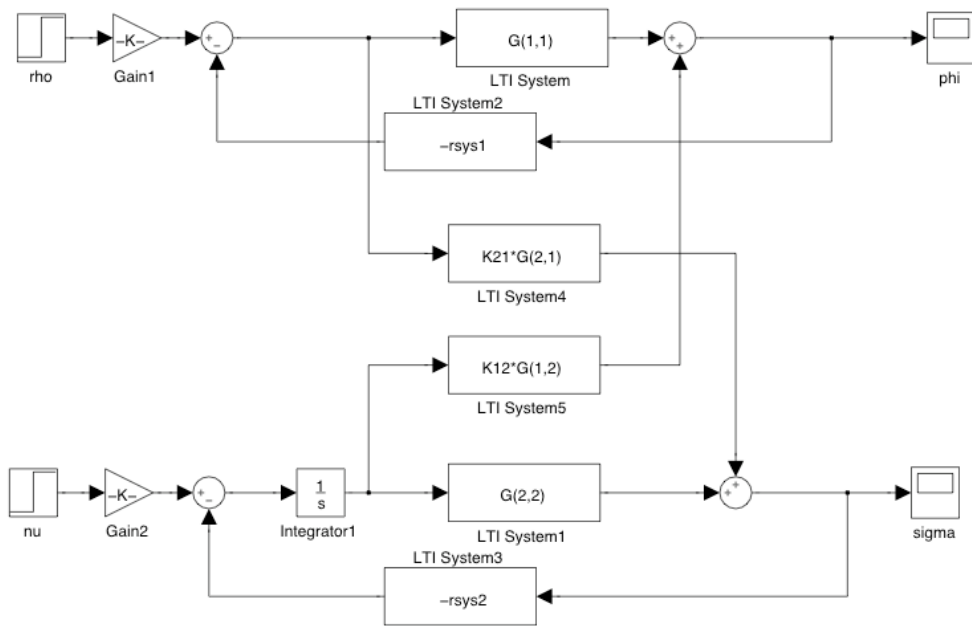 G(1,1)
−K−
+
−
+
+
rho
Gain1
LTI System
phi
LTI System2
−rsys1
K21*G(2,1)
LTI System4
K12*G(1,2)
LTI System5
−K−
+
−
1
s
G(2,2)
+
+
nu
Gain2
Integrator1
LTI System1
sigma
LTI System3
−rsys2